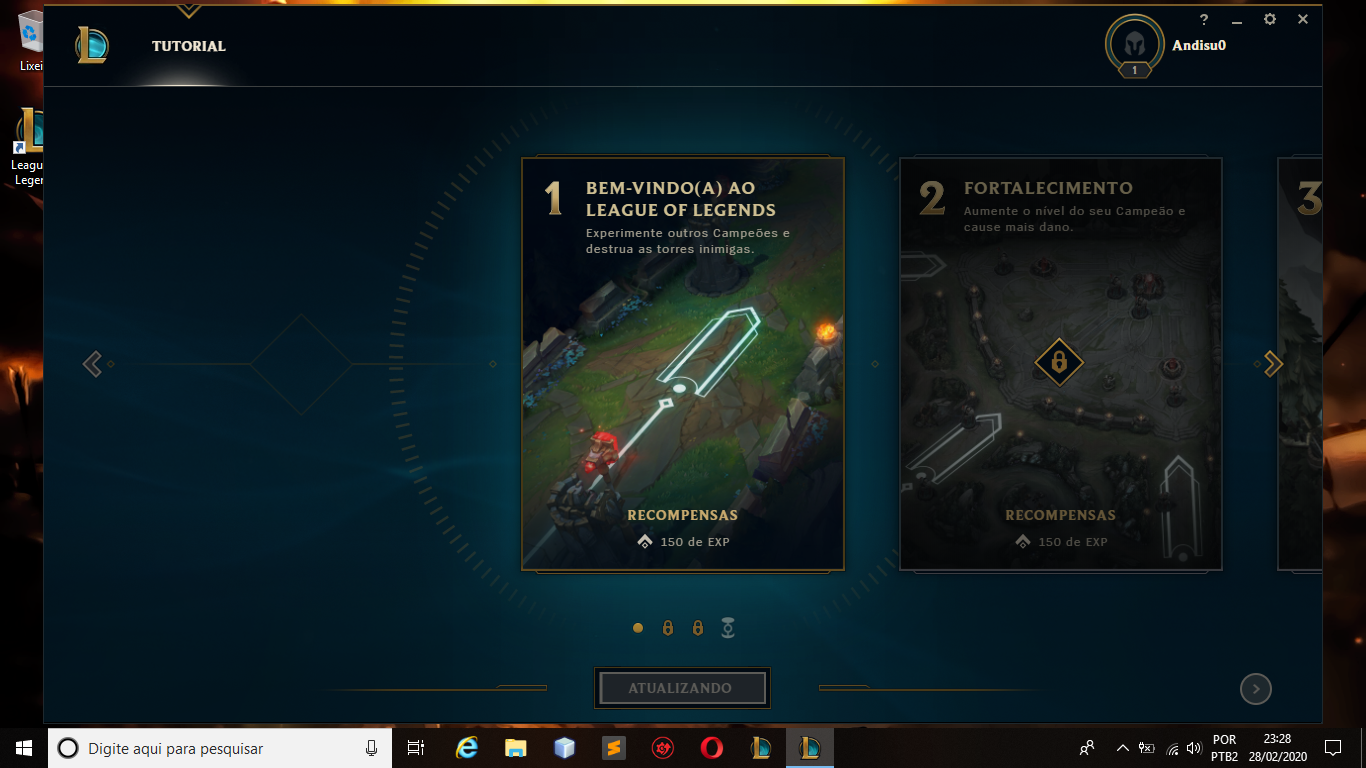 Lixei
Leagu
Leger
TUTORIAL
?
Andisu0
1
1
BEM-VINDO(A) AO
LEAGUE OF LEGENDS
Experimente outros Campeões e
destrua as torres inimigas.
RECOMPENSAS
150 de EXP
2
FORTALECIMENTO
Aumente o nível do seu Campeão e
cause mais dano.
RECOMPENSAS
150 de EXP
3
ATUALIZANDO
Digite aqui para pesquisar
POR
PTB2
23:28
28/02/2020